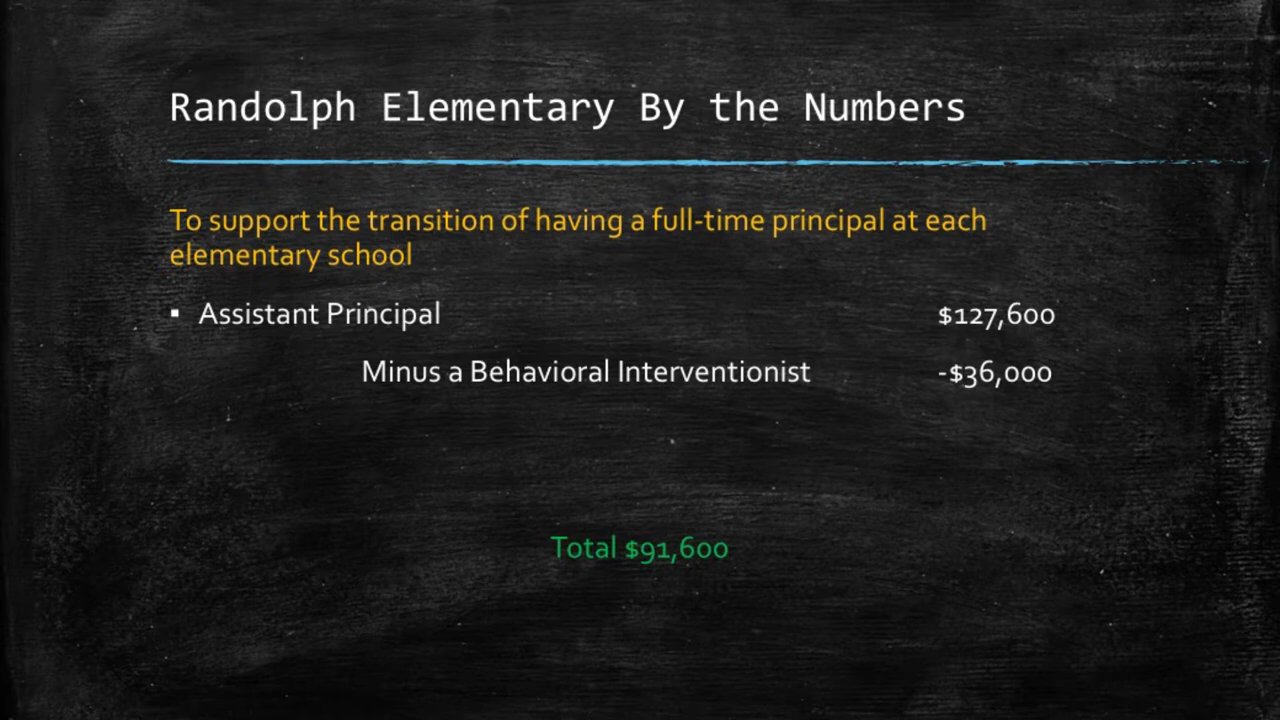 Randolph Elementary By the Numbers
To support the transition of having a full-time principal at each
elementary school
▪ Assistant Principal $127,600
Minus a Behavioral Interventionist -$36,000
Total $91,600